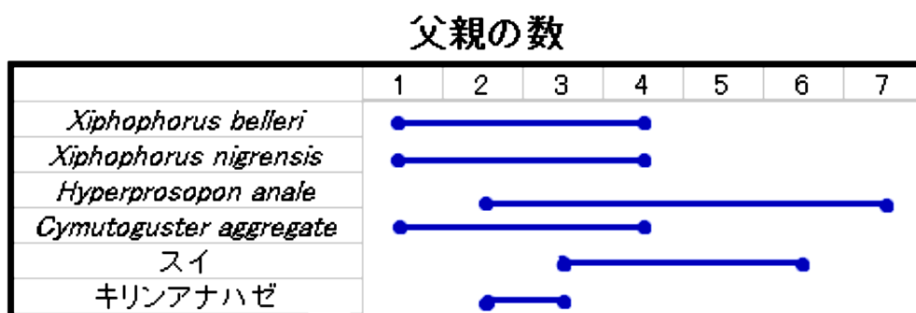 父親の数
1 2 3 4 5 6 7
Xiphophorus belleri
Xiphophorus nigrensis
Hyperprosopon anale
Cymutoguster aggregate
スイ
キリンアナハゼ